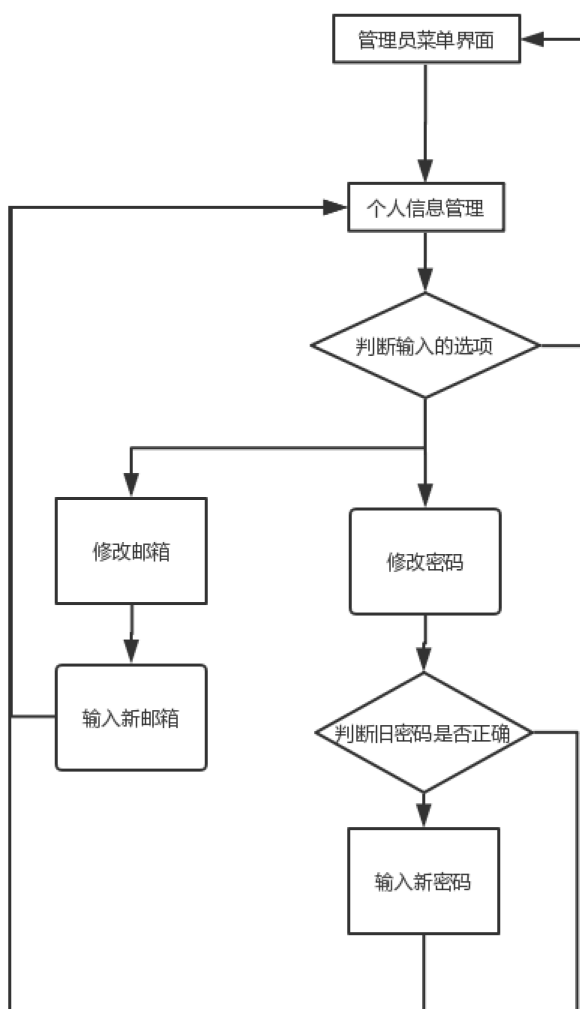 管理员菜单界面
个人信息管理
判断输入的选项
修改邮箱
修改密码
输入新邮箱
判断旧密码是否正确
输入新密码